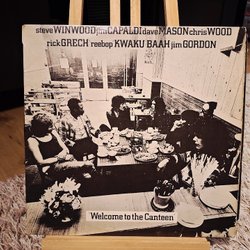 steve WINWOOD jim CAPALDI dave MASON chris WOOD
rick GRECH reebop KWAKU BAAH jim GORDON
Welcome to the Canteen